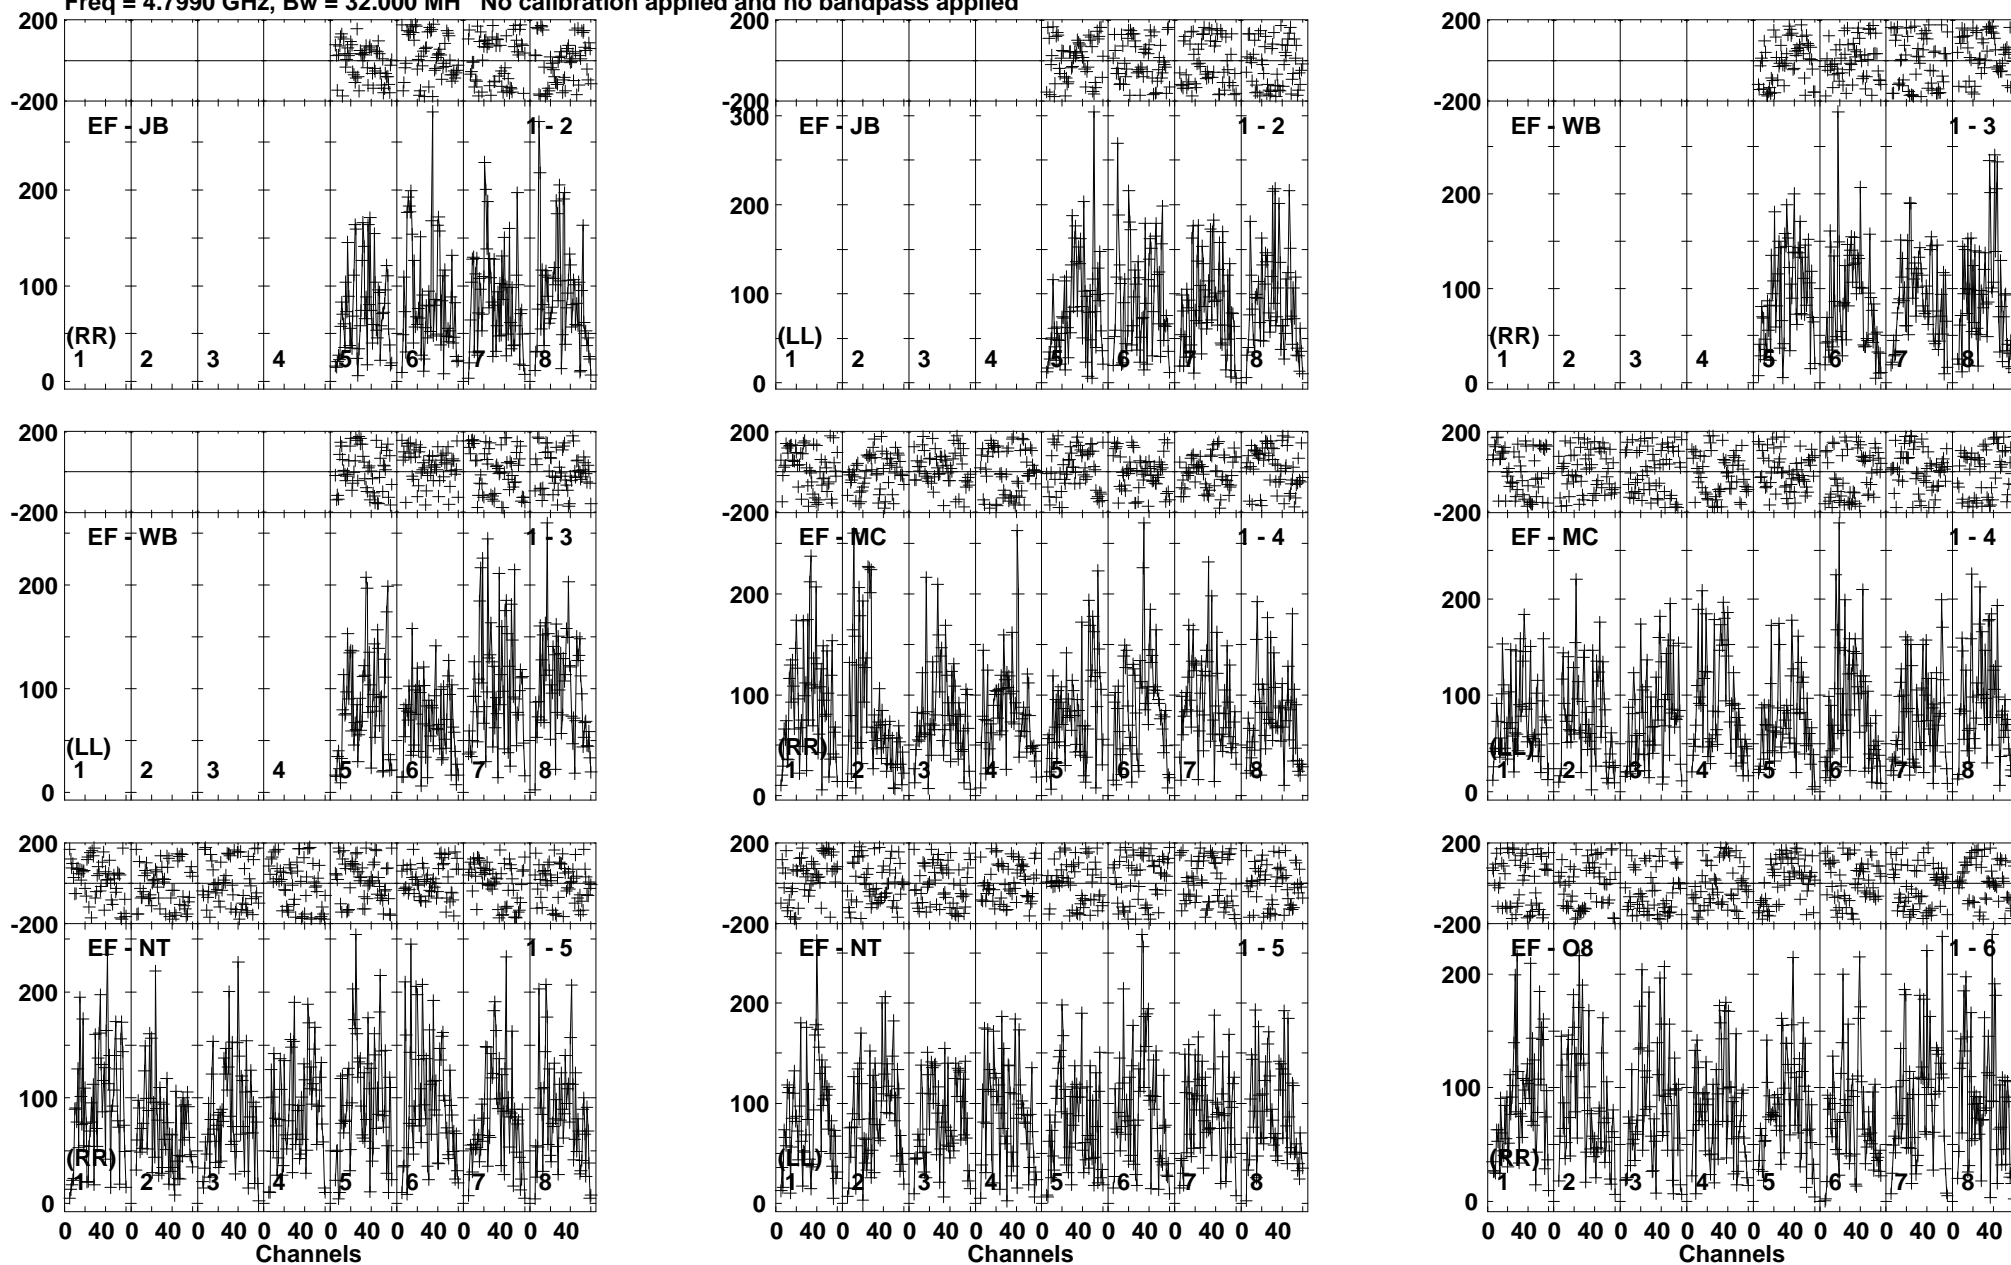 Freq = 4.7990 GHz, Bw = 32.000 MH No calibration applied and no bandpass applied
200 200 200
-200 -200 -200
EF - JB 1 - 2 300 EF - JB 1 - 2 EF - WB 1 - 3
200 200 200
100 100 100
(RR) (LL) (RR)
1 2 3 4 5 6 7 8 1 2 3 4 5 6 7 8 1 2 3 4 5 6 7 8
0 0 0
200 200 200
-200 -200 -200
EF - WB 1 - 3 EF - MC 1 - 4 EF - MC 1 - 4
200 200 200
100 100 100
(LL) (RR) (LL)
1 2 3 4 5 6 7 8 1 2 3 4 5 6 7 8 1 2 3 4 5 6 7 8
0 0 0
200 200 200
-200 -200 -200
EF - NT 1 - 5 EF - NT 1 - 5 EF - O8 1 - 6
200 200 200
100 100 100
(RR) (LL) (RR)
1 2 3 4 5 6 7 8 1 2 3 4 5 6 7 8 1 2 3 4 5 6 7 8
0 0 0
0 40 0 40 0 40 0 40 0 40 0 40 0 40 0 40 0 40 0 40 0 40 0 40 0 40 0 40 0 40 0 40 0 40 0 40 0 40 0 40 0 40 0 40 0 40 0 40
Channels Channels Channels